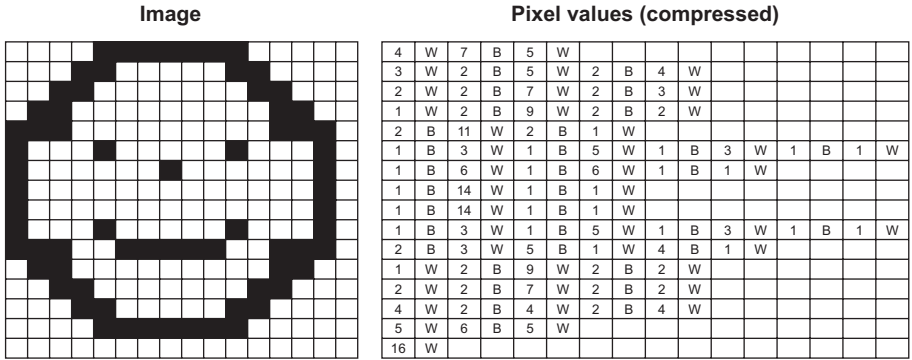 Image Pixel values (compressed)
4 W 7 B 5 W
3 W 2 B 5 W 2 B 4 W
2 W 2 B 7 W 2 B 3 W
1 W 2 B 9 W 2 B 2 W
2 B 11 W 2 B 1 W
1 B 3 W 1 B 5 W 1 B 3 W 1 B 1 W
1 B 6 W 1 B 6 W 1 B 1 W
1 B 14 W 1 B 1 W
1 B 14 W 1 B 1 W
1 B 3 W 1 B 5 W 1 B 3 W 1 B 1 W
2 B 3 W 5 B 1 W 4 B 1 W
1 W 2 B 9 W 2 B 2 W
2 W 2 B 7 W 2 B 2 W
4 W 2 B 4 W 2 B 4 W
5 W 6 B 5 W
16 W